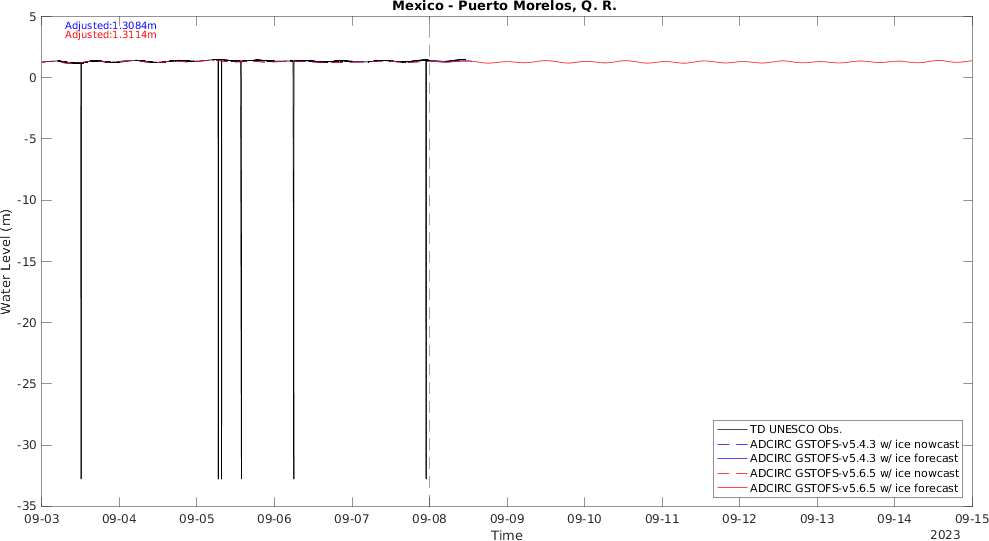 Mexico - Puerto Morelos, Q. R.
Adjusted:1.3084m
Adjusted:1.3114m
5
0
-5
-10
-15
-20
-25
-30
-35
Water Level (m)
09-03 09-04 09-05 09-06 09-07 09-08 09-09 09-10 09-11 09-12 09-13 09-14 09-15
Time
2023
TD UNESCO Obs.
ADCIRC GSTOFS-v5.4.3 w/ ice nowcast
ADCIRC GSTOFS-v5.4.3 w/ ice forecast
ADCIRC GSTOFS-v5.6.5 w/ ice nowcast
ADCIRC GSTOFS-v5.6.5 w/ ice forecast